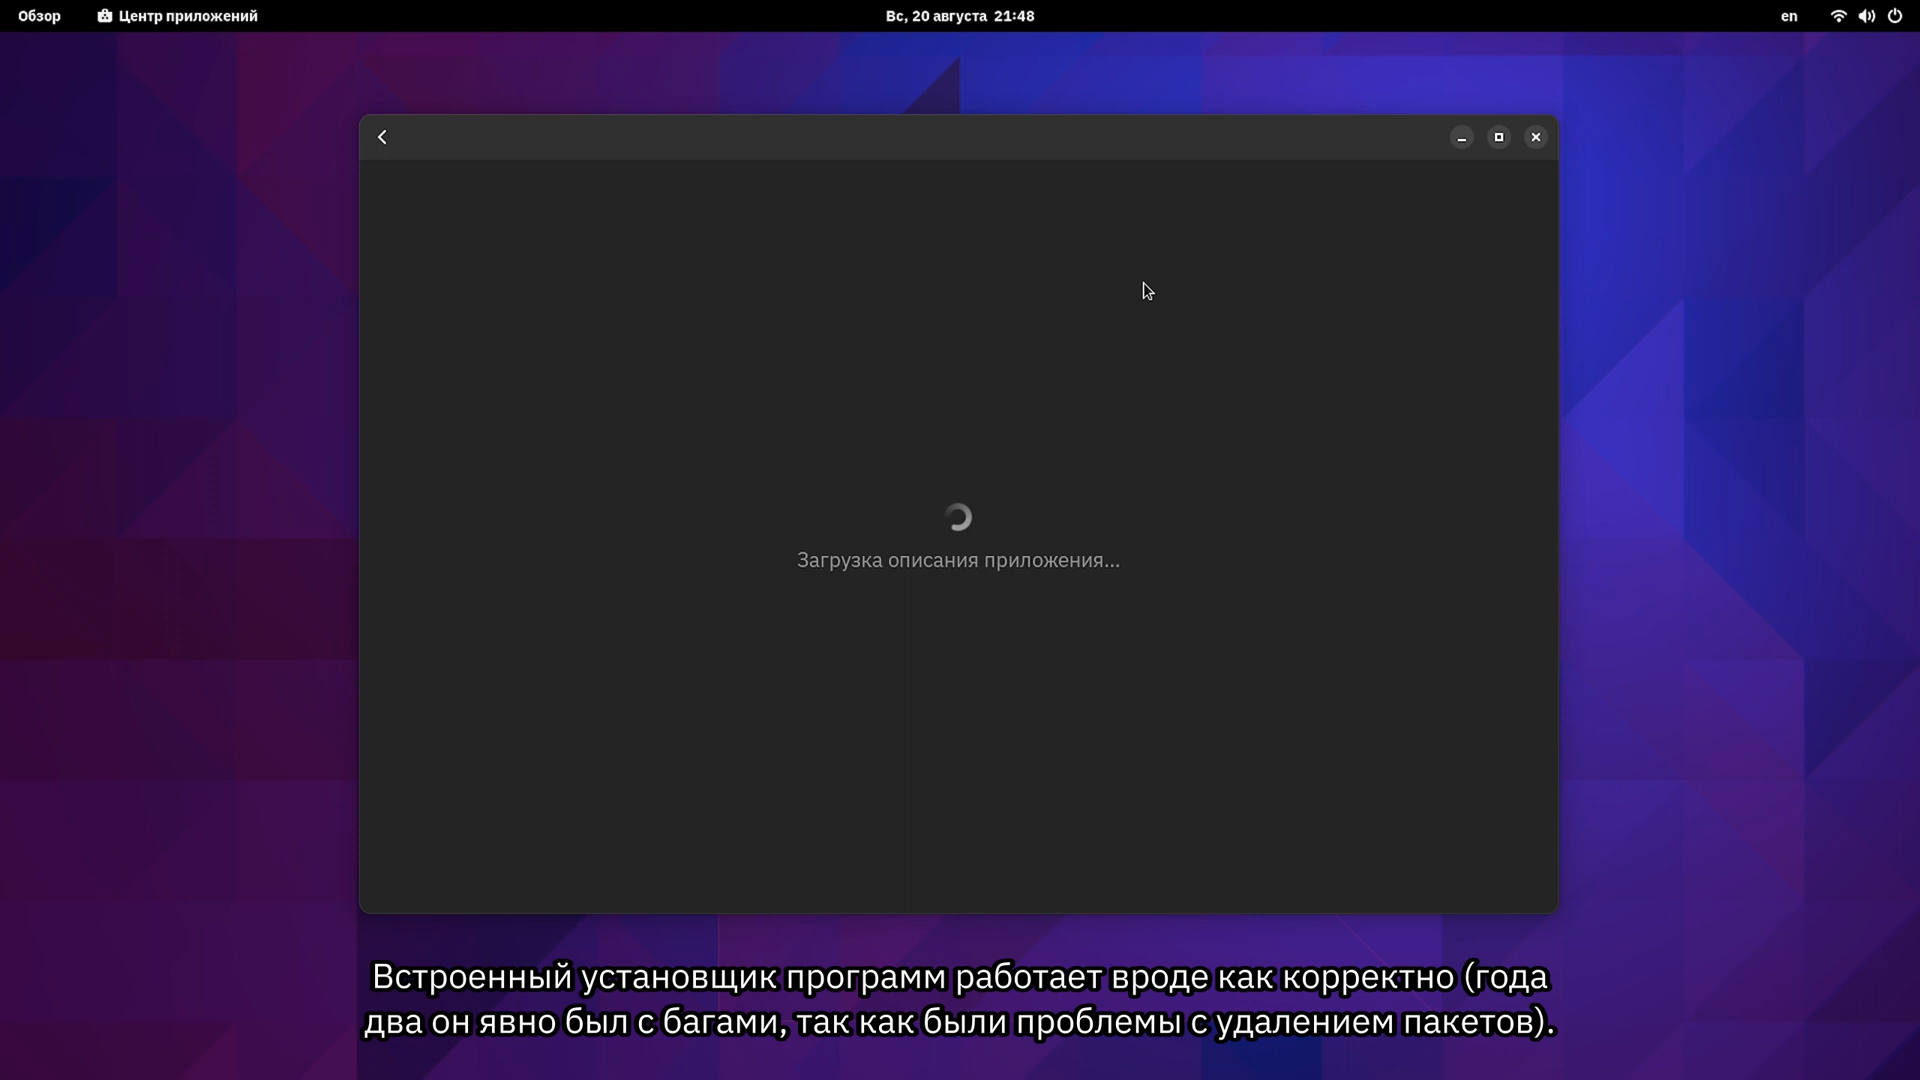 Обзор
Центр приложений
Вс, 20 августа 21:48
en
Загрузка описания приложения...
Встроенный установщик программ работает вроде как корректно (года
два он явно был с багами, так как были проблемы с удалением пакетов).